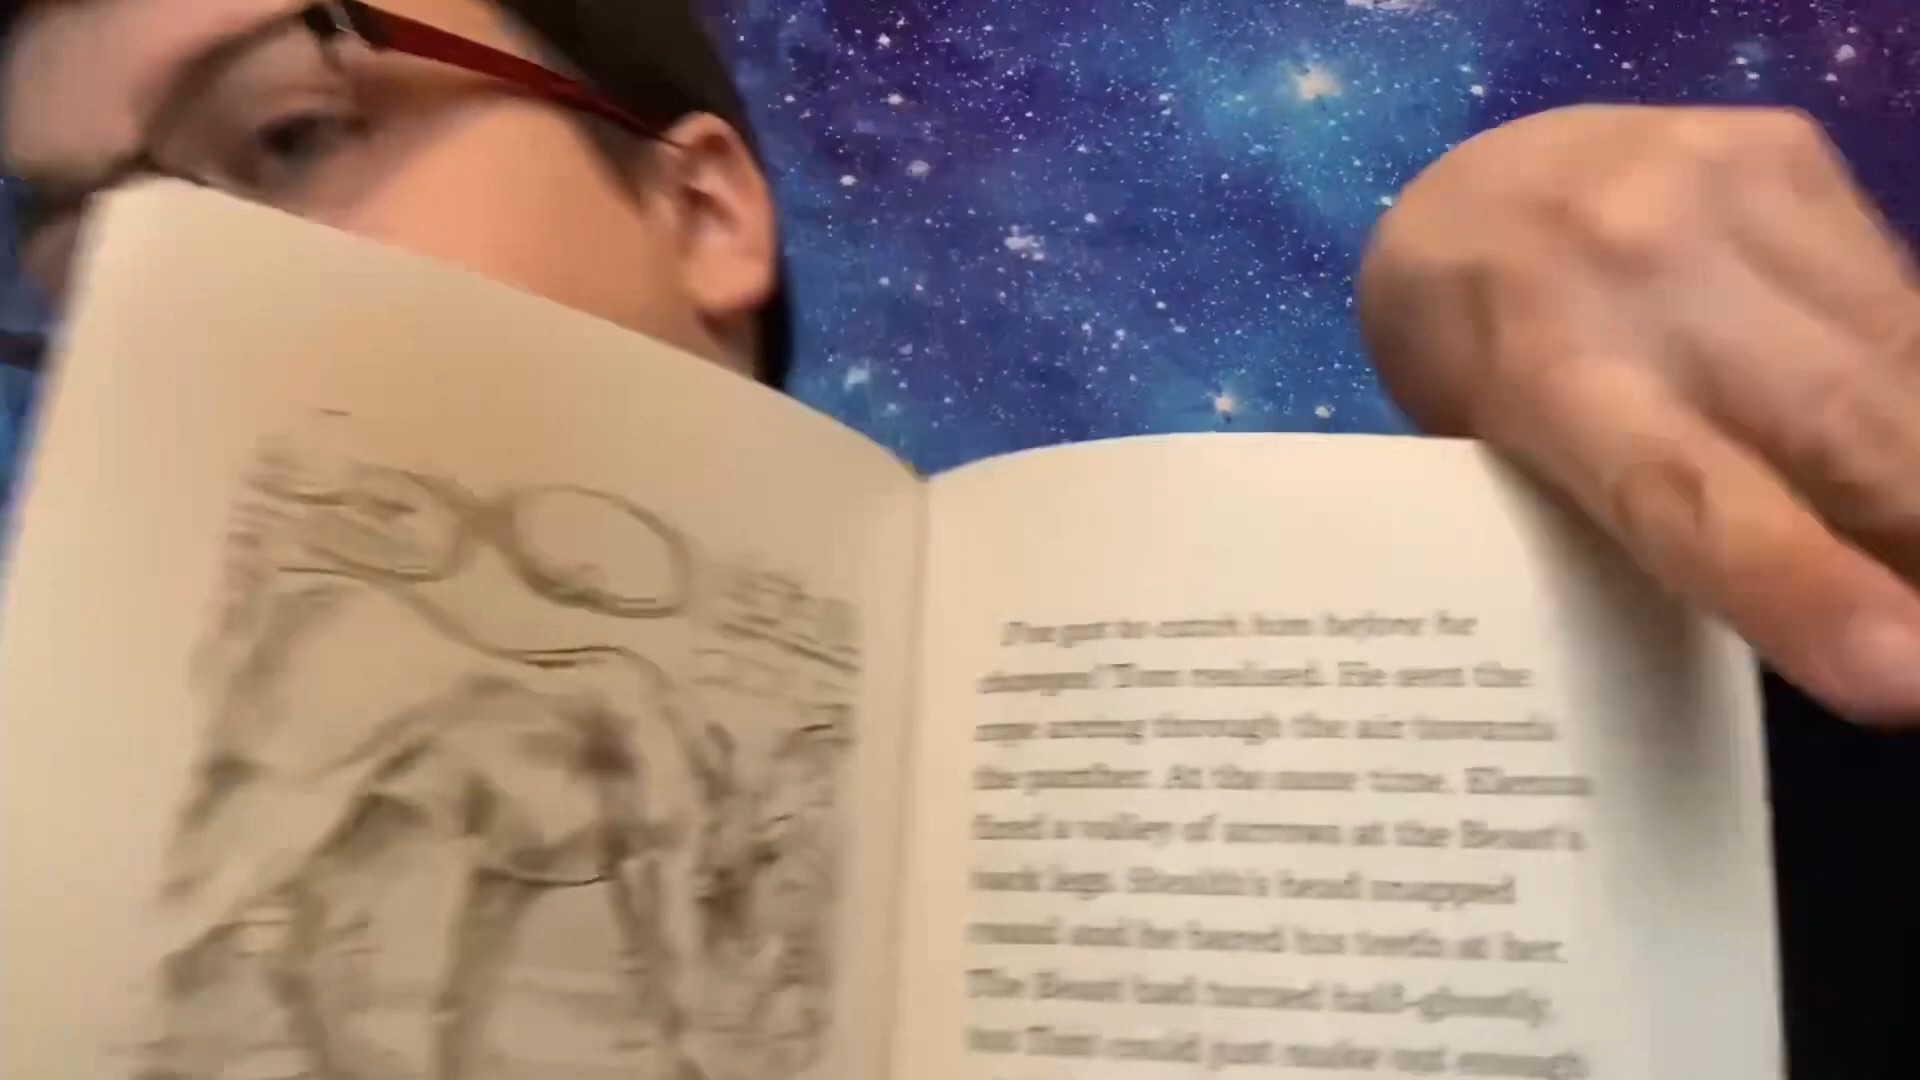 I've got to catch him before he
changes! Tom realised. He sent the
rope arcing through the air towards
the panther. At the same time, Elenna
fired a volley of arrows at the Beast's
back legs. Stealth's head snapped
round and he bared his teeth at her.
The Beast had turned half-ghostly,
but Tom could just make out enough